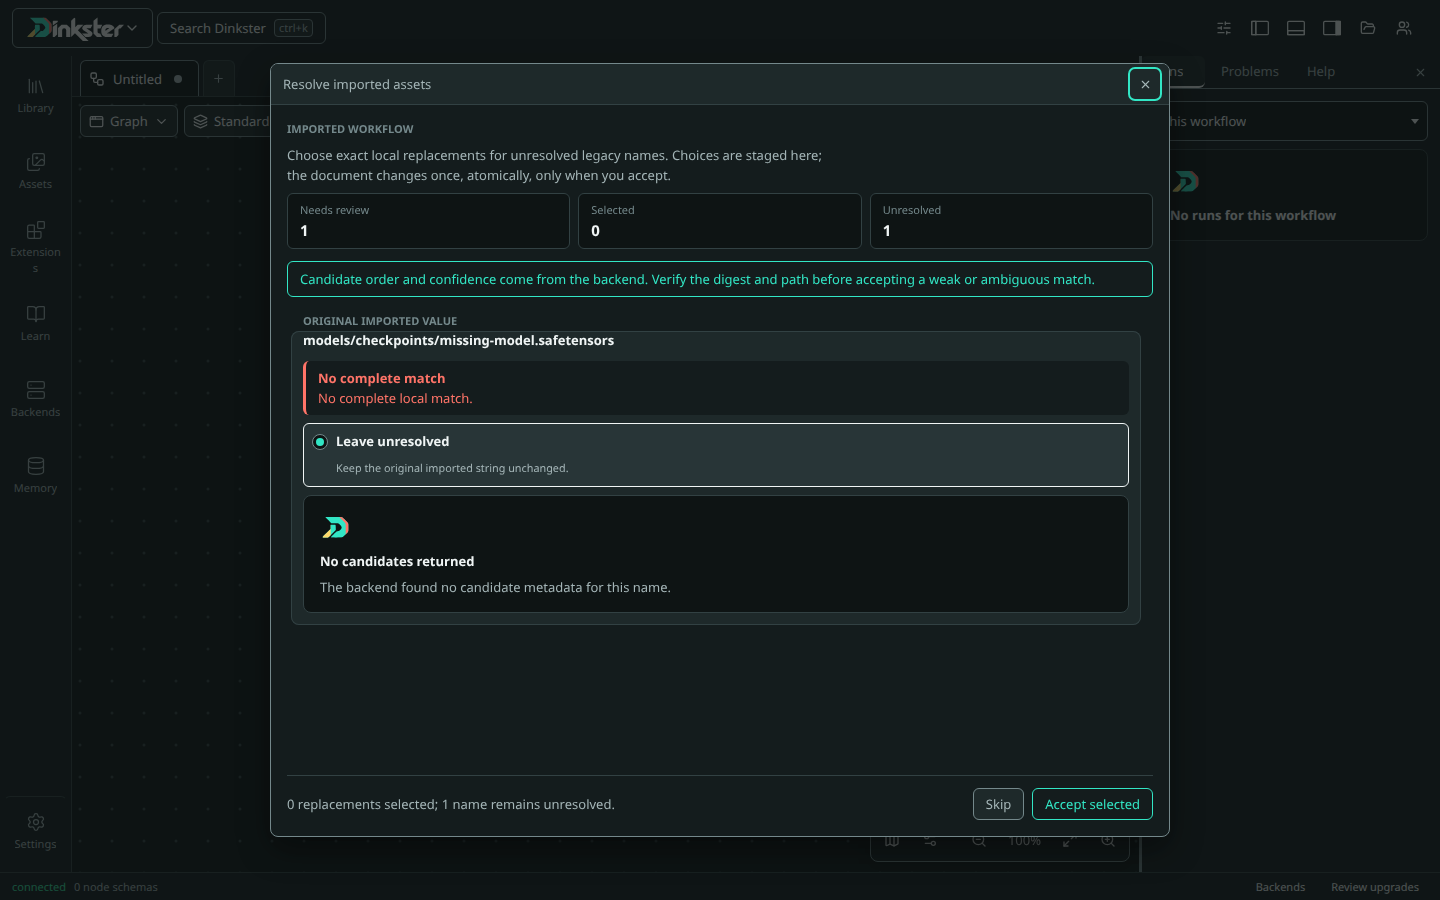 Dinkster
Search Dinkster ctrl+k
Untitled
Problems
Help
Library
Assets
Extension
s
Learn
Backends
Memory
Settings
Graph
Standard
Resolve imported assets
IMPORTED WORKFLOW
Choose exact local replacements for unresolved legacy names. Choices are staged here;
the document changes once, atomically, only when you accept.
Needs review
1
Selected
0
Unresolved
1
Candidate order and confidence come from the backend. Verify the digest and path before accepting a weak or ambiguous match.
ORIGINAL IMPORTED VALUE
models/checkpoints/missing-model.safetensors
No complete match
No complete local match.
Leave unresolved
Keep the original imported string unchanged.
No candidates returned
The backend found no candidate metadata for this name.
0 replacements selected; 1 name remains unresolved.
Skip
Accept selected
his workflow
No runs for this workflow
100%
connected 0 node schemas
Backends
Review upgrades